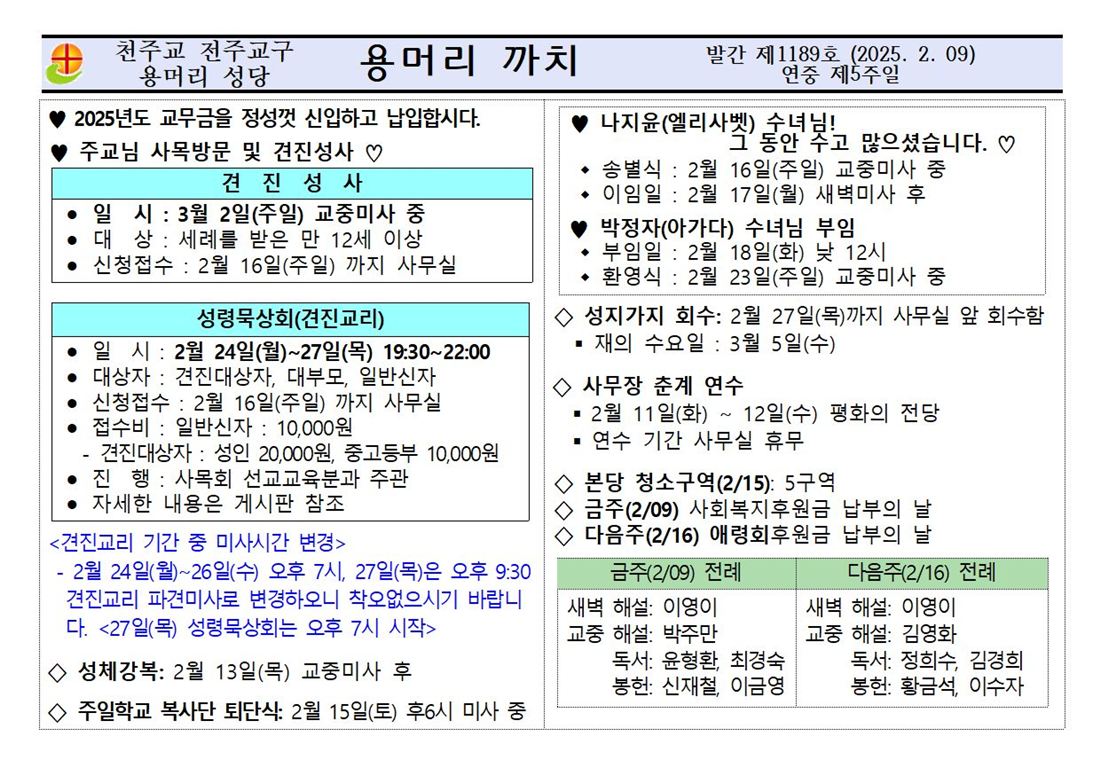 천주교 전주교구
용머리 성당
용머리 까치
발간 제1189호 (2025. 2. 09)
연중 제5주일
♥ 2025년도 교무금을 정성껏 신입하고 납입합시다.
♥ 주교님 사목방문 및 견진성사 ♡
견 진 성 사
● 일 시 : 3월 2일(주일) 교중미사 중
● 대 상 : 세례를 받은 만 12세 이상
● 신청접수 : 2월 16일(주일) 까지 사무실
성령묵상회(견진교리)
● 일 시 : 2월 24일(월)~27일(목) 19:30~22:00
● 대상자 : 견진대상자, 대부모, 일반신자
● 신청접수 : 2월 16일(주일) 까지 사무실
● 접수비 : 일반신자 : 10,000원
- 견진대상자 : 성인 20,000원, 중고등부 10,000원
● 진 행 : 사목회 선교교육분과 주관
● 자세한 내용은 게시판 참조
<견진교리 기간 중 미사시간 변경>
- 2월 24일(월)~26일(수) 오후 7시, 27일(목)은 오후 9:30
견진교리 파견미사로 변경하오니 착오없으시기 바랍니
다. <27일(목) 성령묵상회는 오후 7시 시작>
◇ 성체강복: 2월 13일(목) 교중미사 후
◇ 주일학교 복사단 퇴단식: 2월 15일(토) 후6시 미사 중
♥ 나지윤(엘리사벳) 수녀님!
그 동안 수고 많으셨습니다. ♡
◆ 송별식 : 2월 16일(주일) 교중미사 중
◆ 이임일 : 2월 17일(월) 새벽미사 후
♥ 박정자(아가다) 수녀님 부임
◆ 부임일 : 2월 18일(화) 낮 12시
◆ 환영식 : 2월 23일(주일) 교중미사 중
◇ 성지가지 회수: 2월 27일(목)까지 사무실 앞 회수함
▪ 재의 수요일 : 3월 5일(수)
◇ 사무장 춘계 연수
▪ 2월 11일(화) ~ 12일(수) 평화의 전당
▪ 연수 기간 사무실 휴무
◇ 본당 청소구역(2/15): 5구역
◇ 금주(2/09) 사회복지후원금 납부의 날
◇ 다음주(2/16) 애령회후원금 납부의 날
금주(2/09) 전례
새벽 해설: 이영이
교중 해설: 박주만
독서: 윤형환, 최경숙
봉헌: 신재철, 이금영
다음주(2/16) 전례
새벽 해설: 이영이
교중 해설: 김영화
독서: 정희수, 김경희
봉헌: 황금석, 이수자